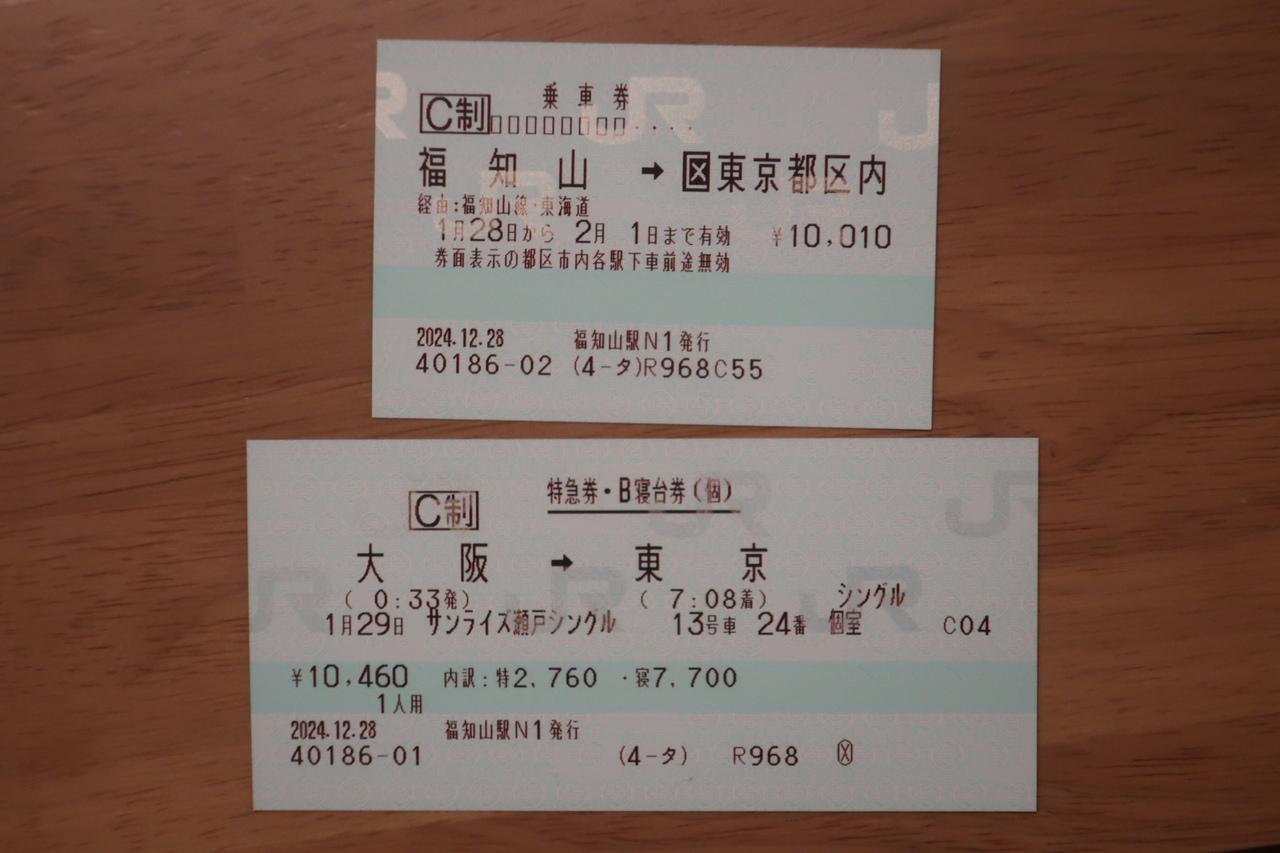 乗車券
C制
▯▯▯▯▯▯▯▯....
福知山 → 区東京都区内
経由:福知山線・東海道
1月28日から 2月 1日まで有効 ¥10,010
券面表示の都区市内各駅下車前途無効
2024.12.28 福知山駅N1発行
40186-02 (4-タ)R968C55
特急券・B寝台券(個)
C制
大阪 → 東京
( 0:33発) ( 7:08着) シングル
1月29日 サンライズ瀬戸シングル 13号車 24番 個室 C04
¥10,460 内訳:特2,760 ・寝7,700
1人用
2024.12.28 福知山駅N1発行
40186-01 (4-タ) R968
JR